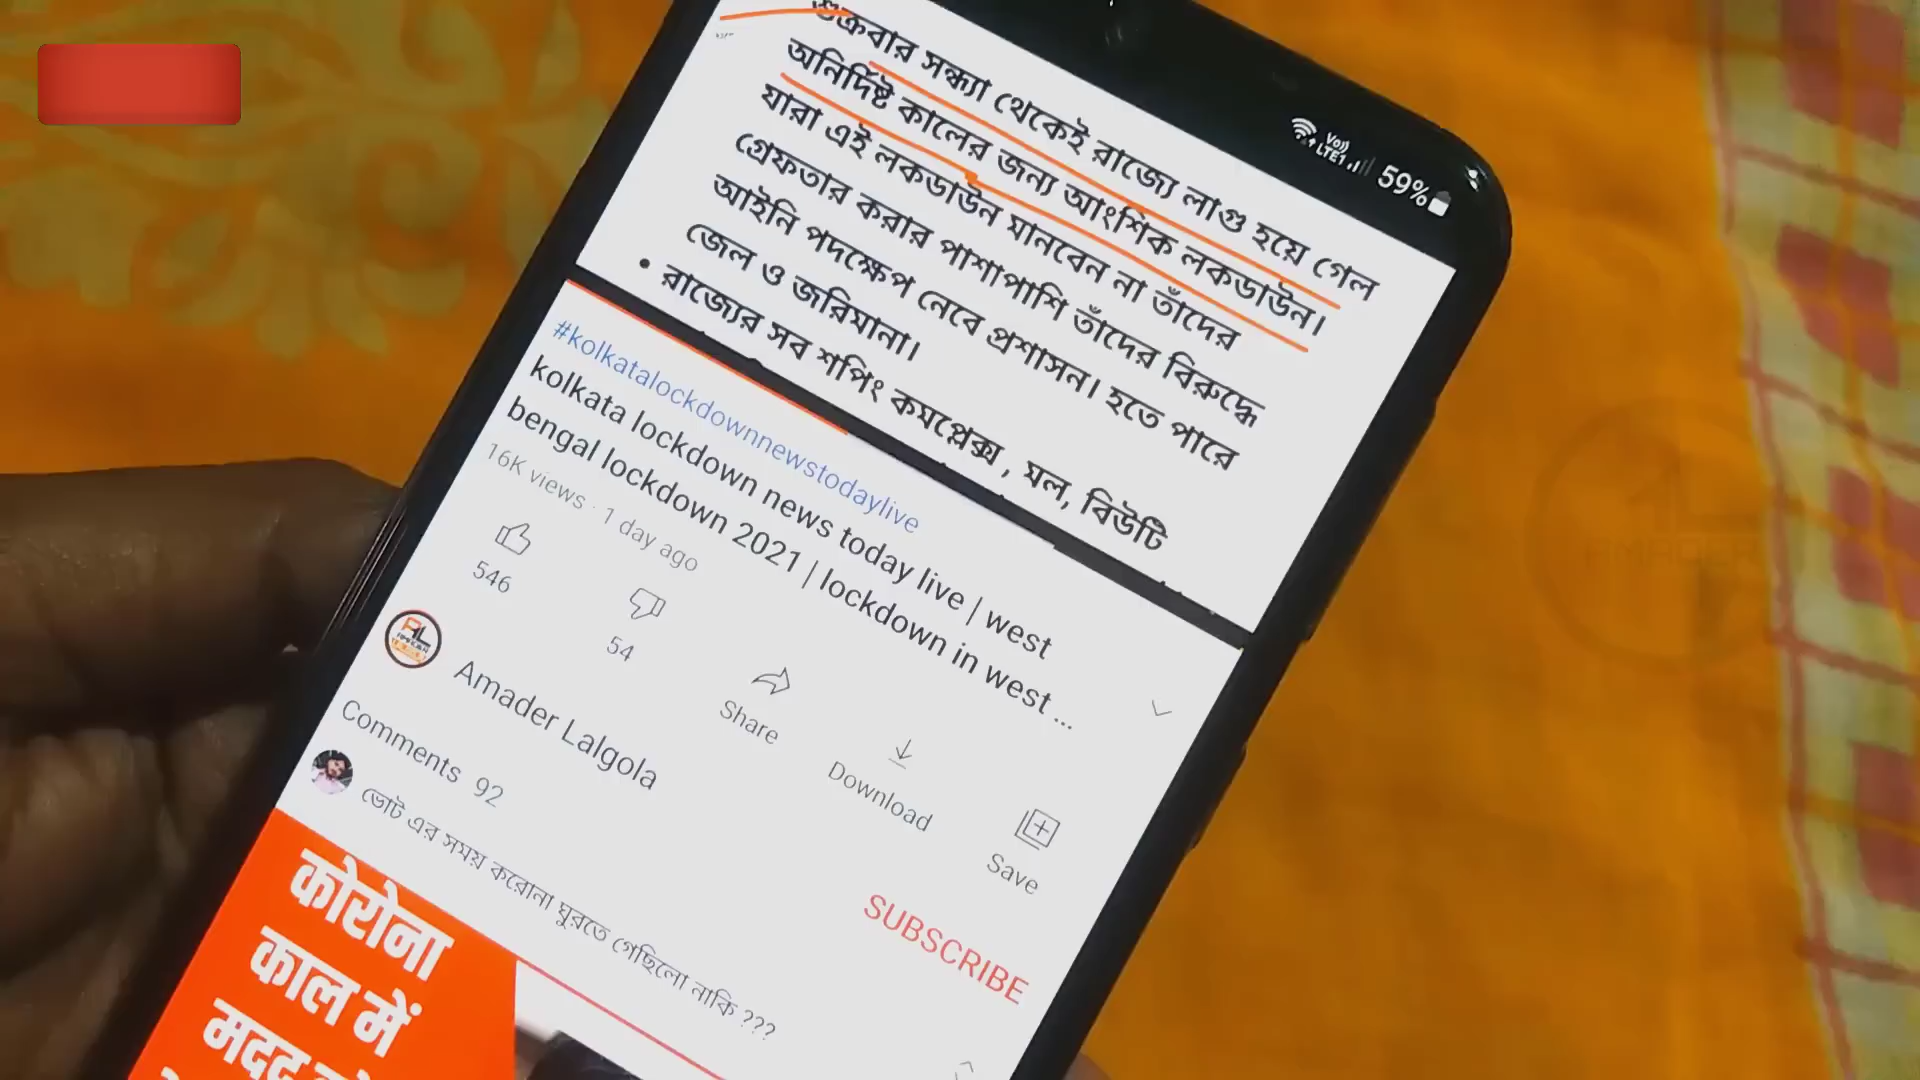 শুক্রবার সন্ধ্যা থেকেই রাজ্যে লাগু হয়ে গেল
অনির্দিষ্ট কালের জন্য আংশিক লকডাউন।
যারা এই লকডাউন মানবেন না তাঁদের
গ্রেফতার করার পাশাপাশি তাঁদের বিরুদ্ধে
আইনি পদক্ষেপ নেবে প্রশাসন। হতে পারে
জেল ও জরিমানা।
• রাজ্যের সব শপিং কমপ্লেক্স, মল, বিউটি
Vo)) LTE1 59%
#kolkatalockdownnewstodaylive
kolkata lockdown news today live | west
bengal lockdown 2021 | lockdown in west ...
16K views · 1 day ago
546
54
Share
Download
Save
Amader Lalgola
SUBSCRIBE
Comments 92
ভোট এর সময় করোনা ঘুরতে গেছিলো নাকি ???
कोरोना
काल में
मदद